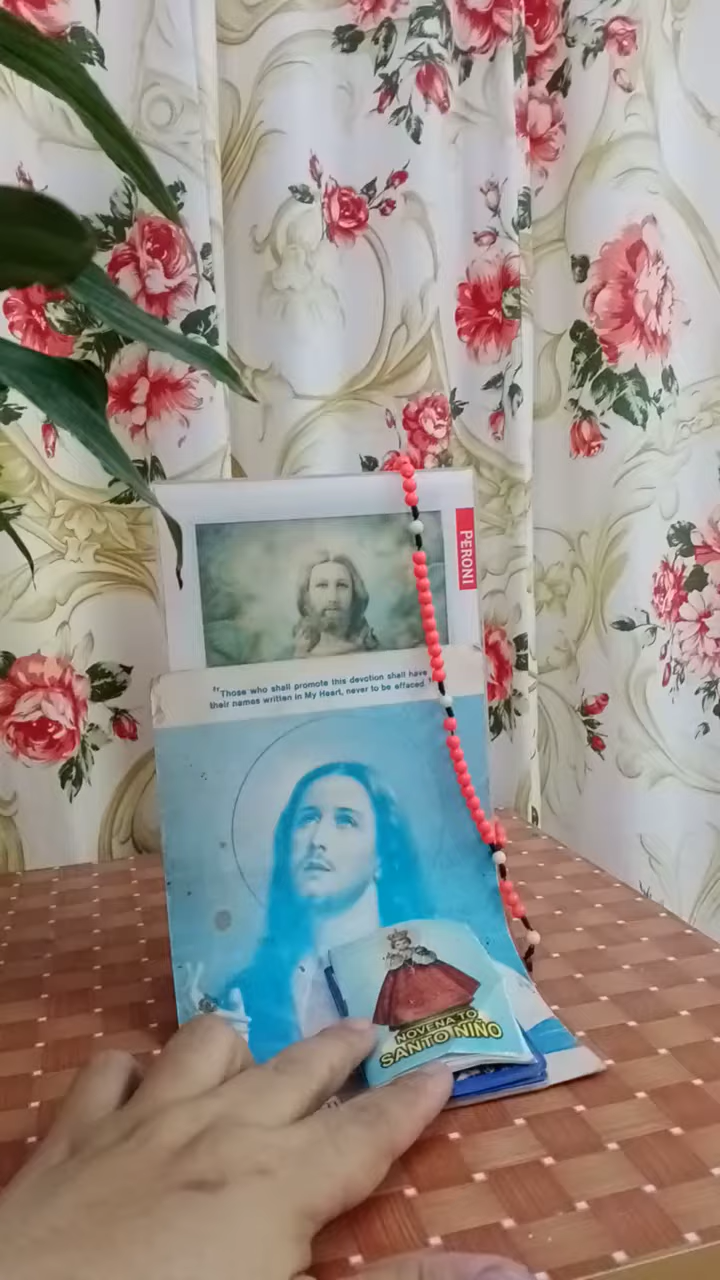 PERONI
"Those who shall promote this devotion shall have
their names written in My Heart, never to be effaced.
NOVENA TO
SANTO NIÑO